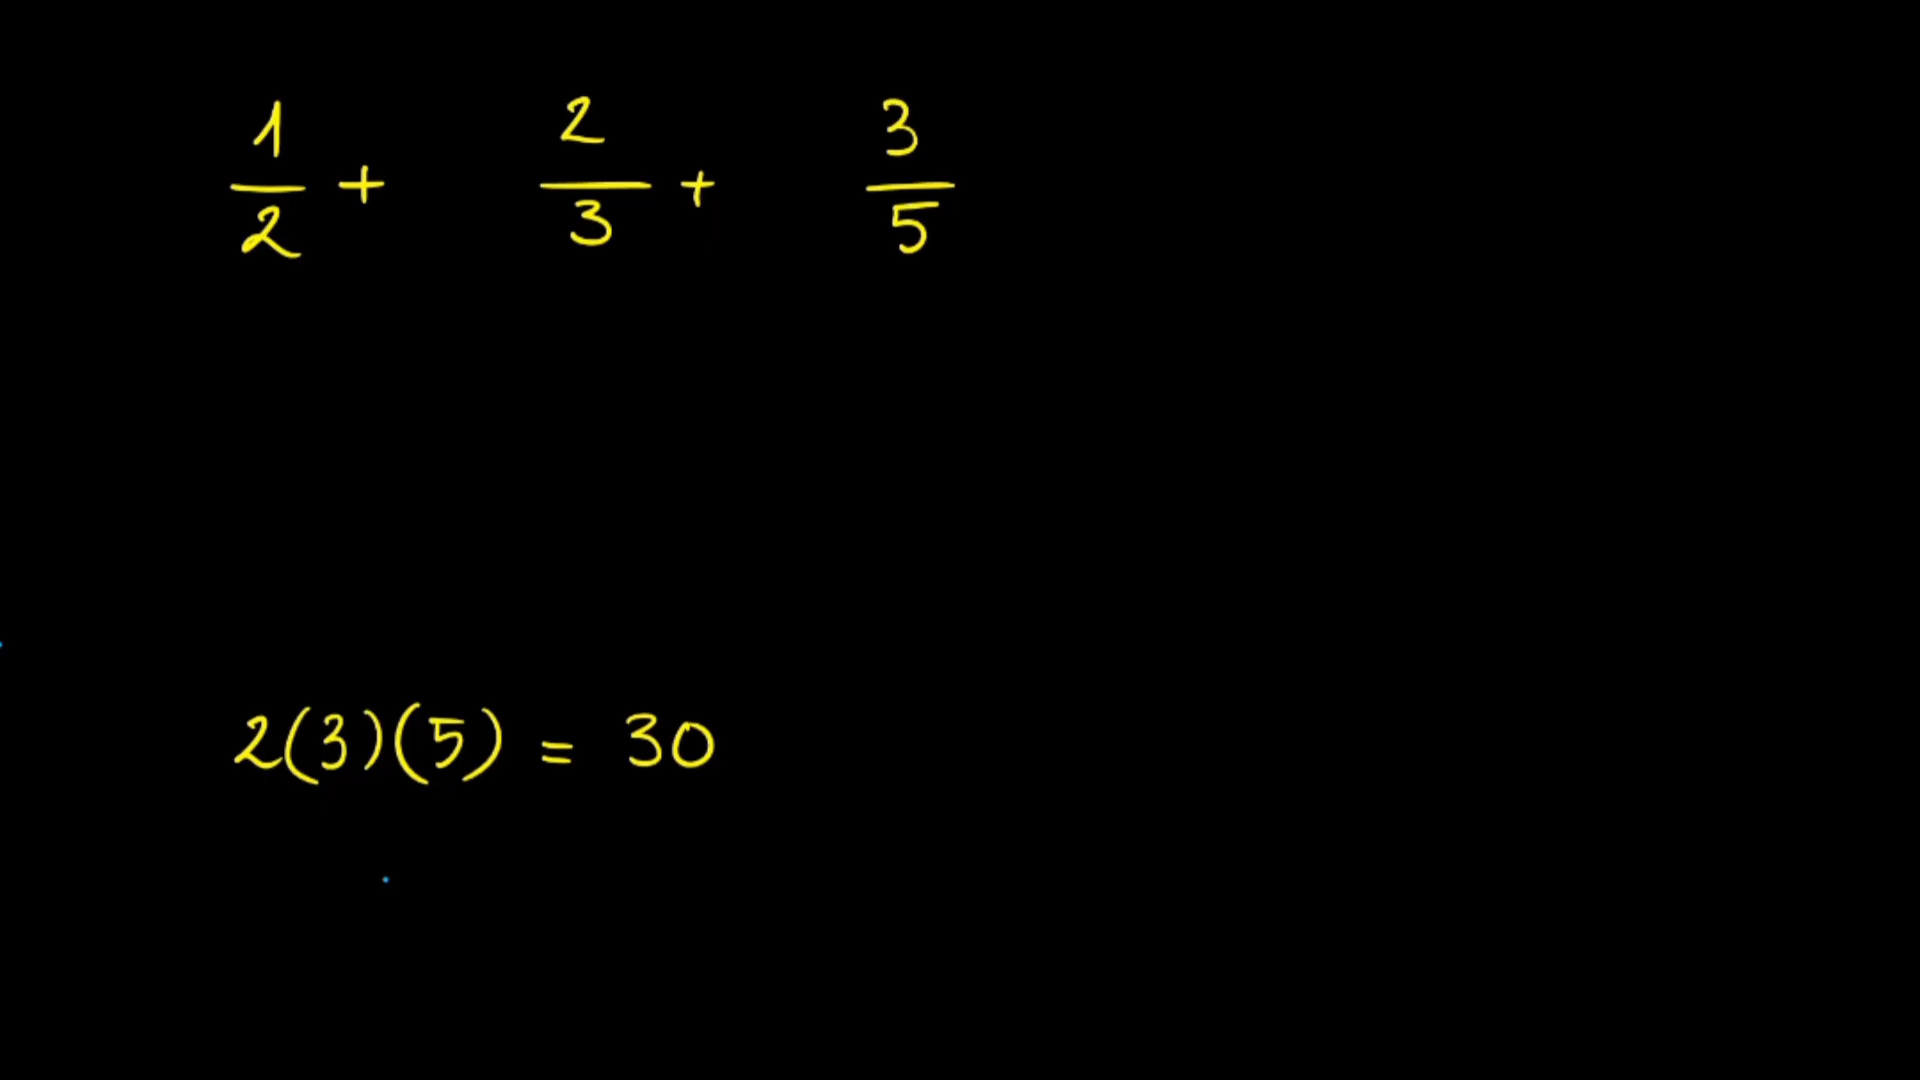 1/2 + 2/3 + 3/5
2(3)(5) = 30